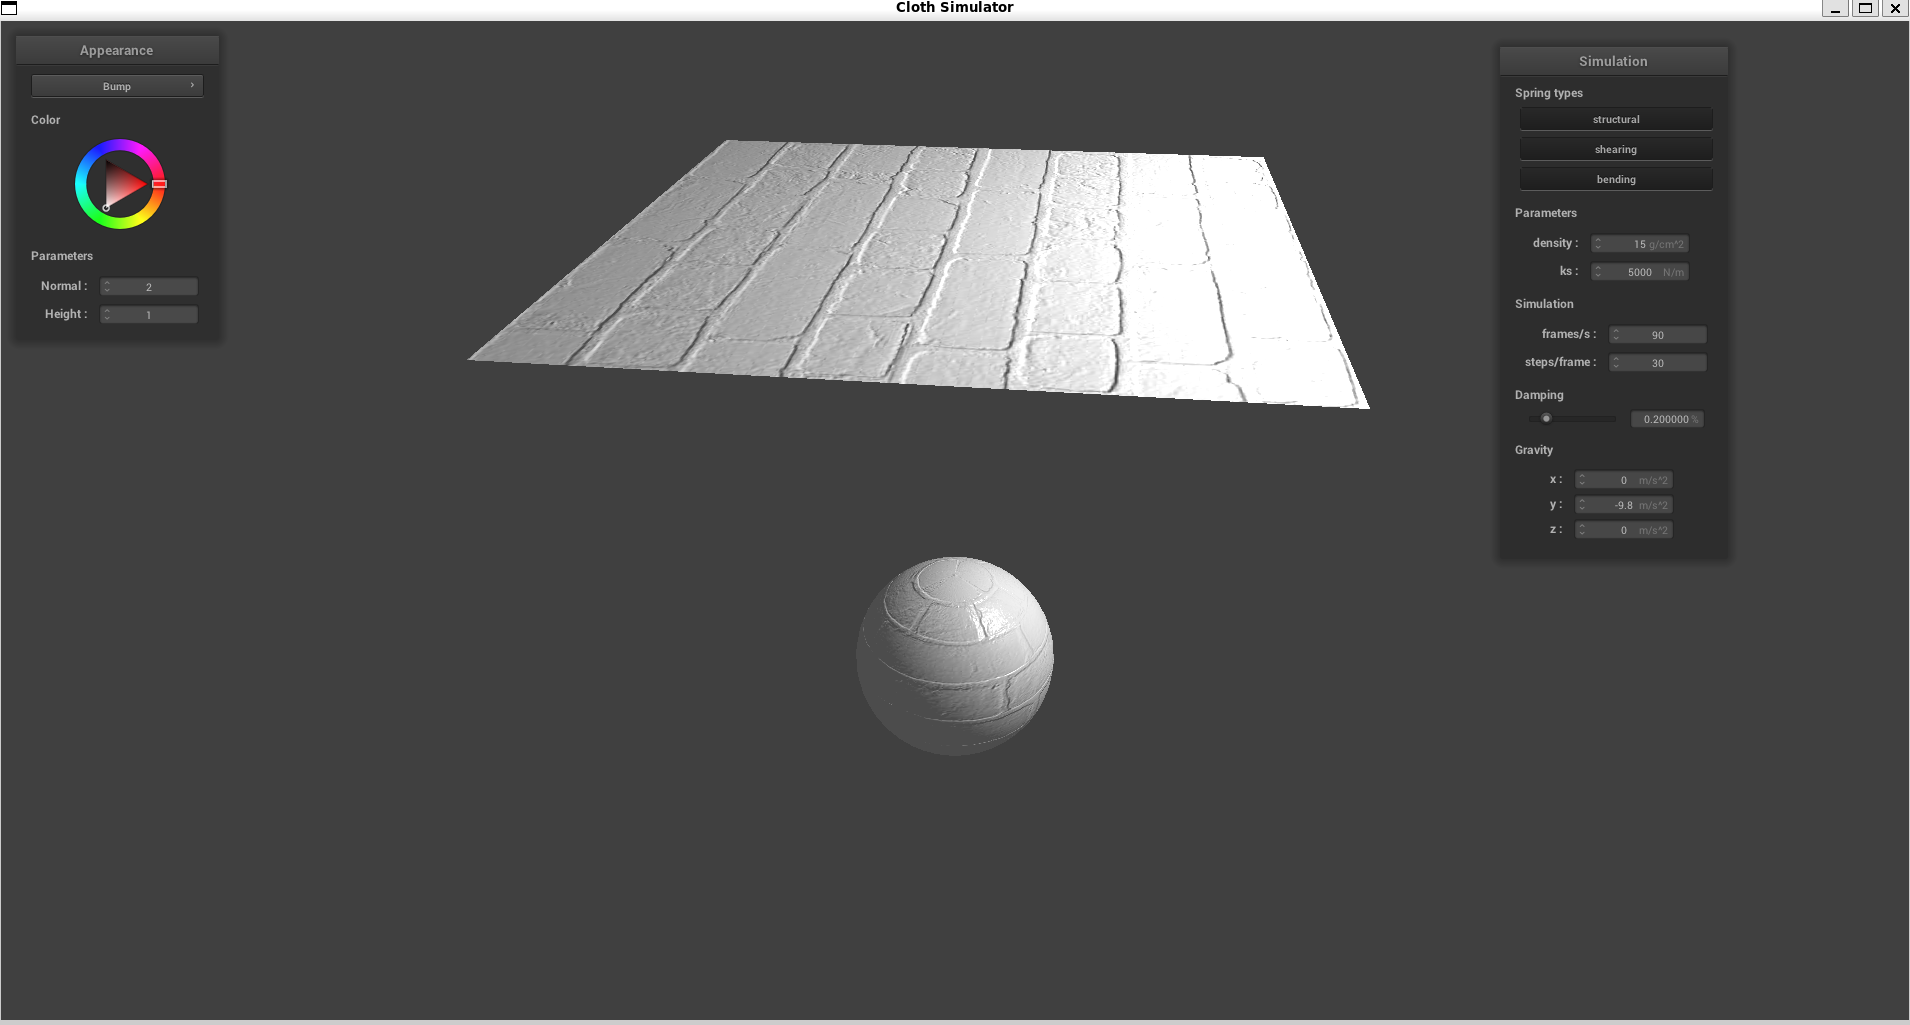 Cloth Simulator
Appearance
Bump
Color
Parameters
Normal : 2
Height : 1
Simulation
Spring types
structural
shearing
bending
Parameters
density : 15 g/cm^2
ks : 5000 N/m
Simulation
frames/s : 90
steps/frame : 30
Damping
0.200000 %
Gravity
x : 0 m/s^2
y : -9.8 m/s^2
z : 0 m/s^2